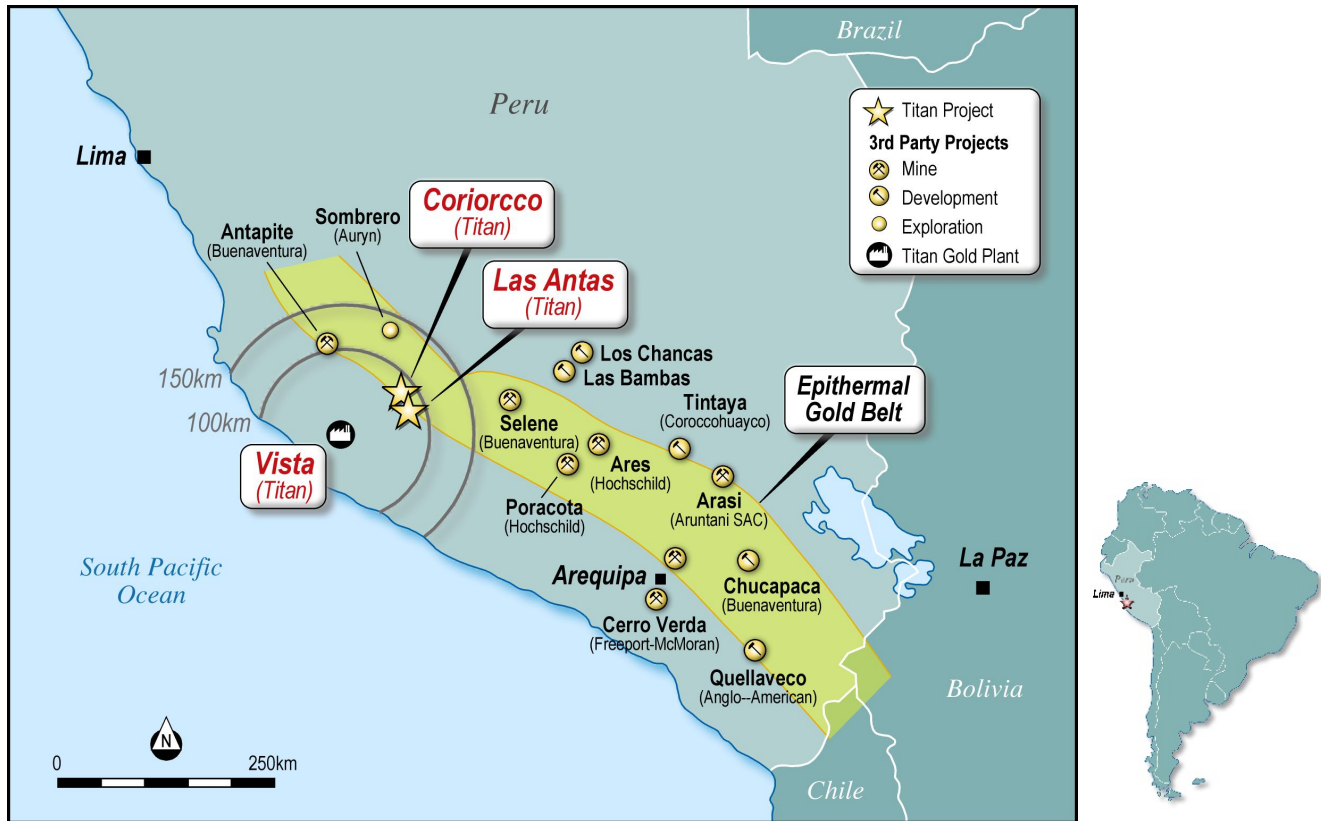 Brazil
Peru
Titan Project
3rd Party Projects
Mine
Development
Exploration
Titan Gold Plant
Lima
Coriorcco
(Titan)
Sombrero
(Auryn)
Antapite
(Buenaventura)
Las Antas
(Titan)
150km
100km
Los Chancas
Las Bambas
Epithermal
Gold Belt
Tintaya
(Coroccohuayco)
Selene
(Buenaventura)
Vista
(Titan)
Ares
(Hochschild)
Arasi
(Aruntani SAC)
Poracota
(Hochschild)
South Pacific
Ocean
Arequipa
La Paz
Chucapaca
(Buenaventura)
Cerro Verda
(Freeport-McMoran)
Quellaveco
(Anglo--American)
Bolivia
N
0
250km
Chile
Peru
Lima